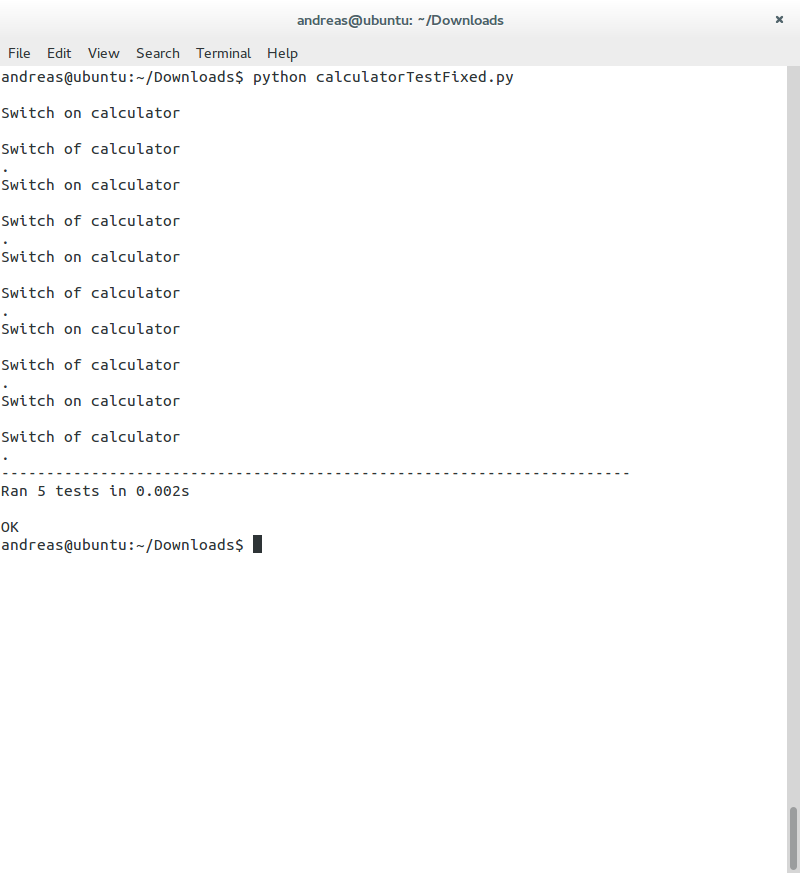 andreas@ubuntu: ~/Downloads ×
File Edit View Search Terminal Help
andreas@ubuntu:~/Downloads$ python calculatorTestFixed.py
Switch on calculator
Switch of calculator
.
Switch on calculator
Switch of calculator
.
Switch on calculator
Switch of calculator
.
Switch on calculator
Switch of calculator
.
Switch on calculator
Switch of calculator
.
----------------------------------------------------------------------
Ran 5 tests in 0.002s
OK
andreas@ubuntu:~/Downloads$